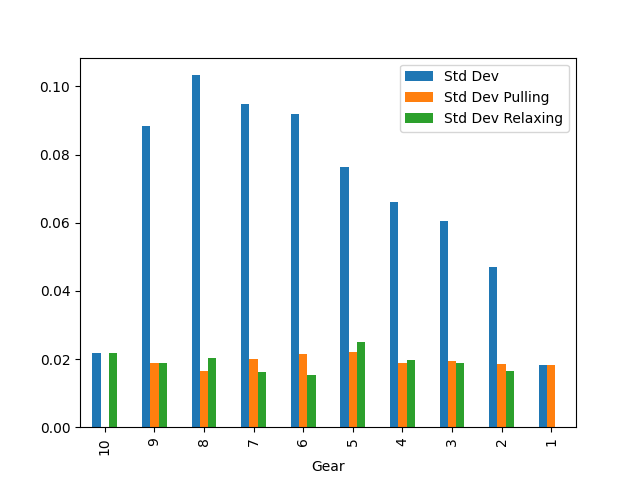 Std Dev
Std Dev Pulling
Std Dev Relaxing
0.10
0.08
0.06
0.04
0.02
0.00
10 9 8 7 6 5 4 3 2 1
Gear